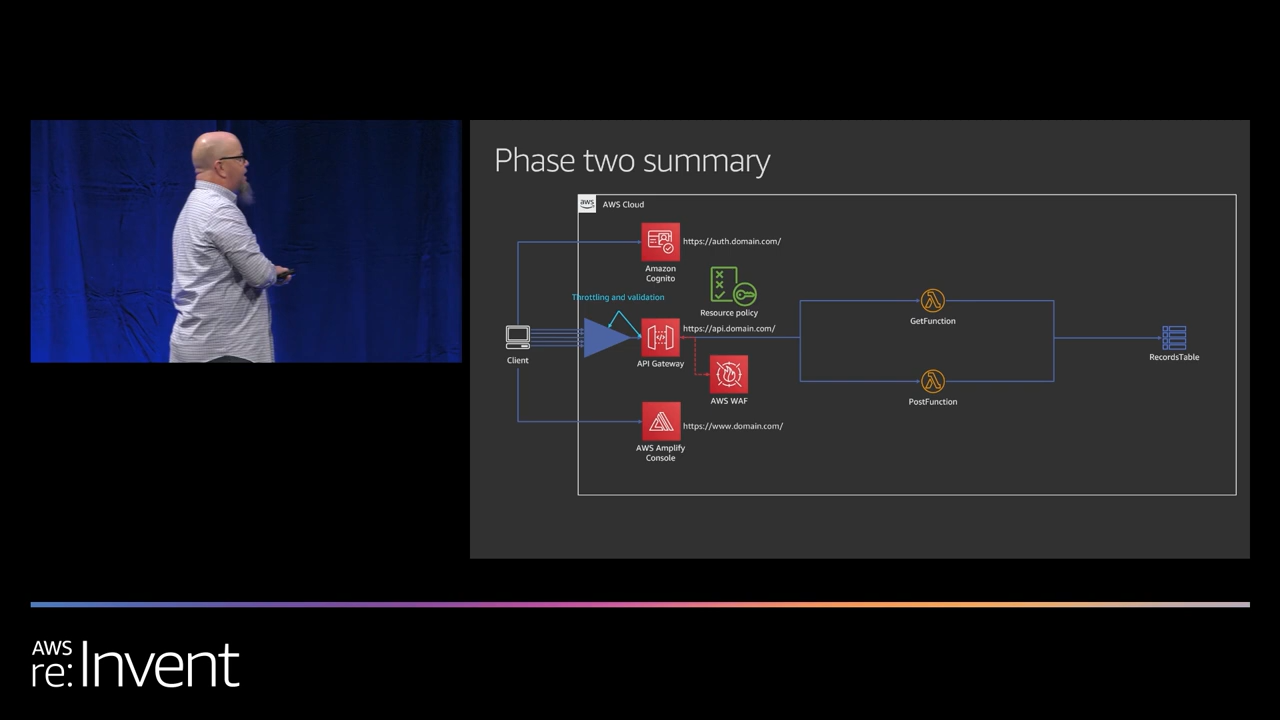 Phase two summary
aws
AWS Cloud
https://auth.domain.com/
Amazon
Cognito
Throttling and validation
Resource policy
https://api.domain.com/
GetFunction
Client
API Gateway
RecordsTable
AWS WAF
PostFunction
https://www.domain.com/
AWS Amplify
Console
AWS
re:Invent